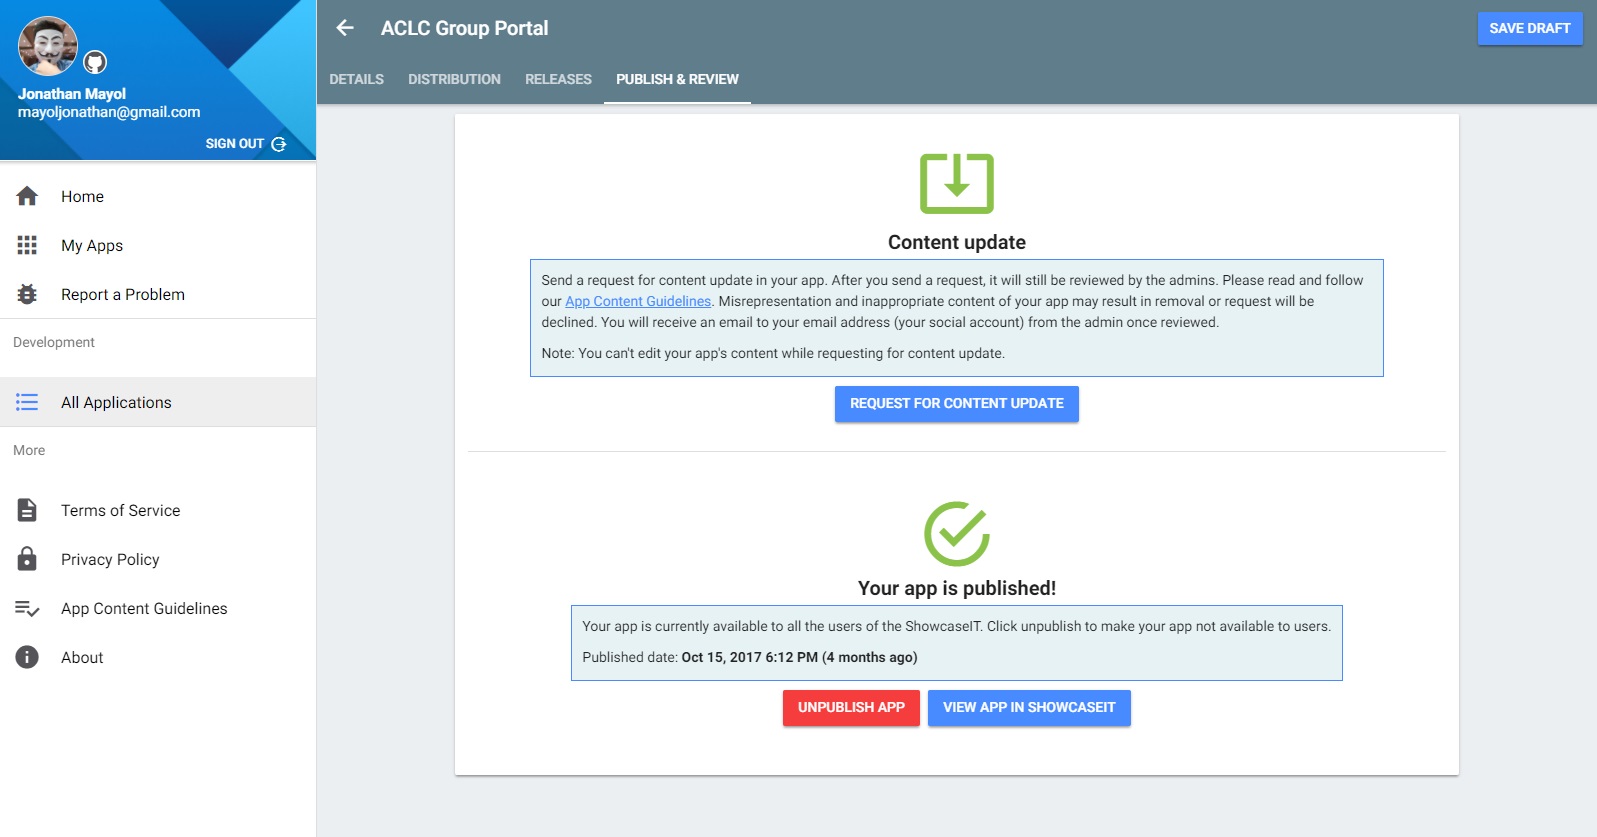 Jonathan Mayol
mayoljonathan@gmail.com
SIGN OUT
Home
My Apps
Report a Problem
Development
All Applications
More
Terms of Service
Privacy Policy
App Content Guidelines
About
ACLC Group Portal
SAVE DRAFT
DETAILS DISTRIBUTION RELEASES PUBLISH & REVIEW
Content update
Send a request for content update in your app. After you send a request, it will still be reviewed by the admins. Please read and follow
our App Content Guidelines. Misrepresentation and inappropriate content of your app may result in removal or request will be
declined. You will receive an email to your email address (your social account) from the admin once reviewed.
Note: You can't edit your app's content while requesting for content update.
REQUEST FOR CONTENT UPDATE
Your app is published!
Your app is currently available to all the users of the ShowcaseIT. Click unpublish to make your app not available to users.
Published date: Oct 15, 2017 6:12 PM (4 months ago)
UNPUBLISH APP VIEW APP IN SHOWCASEIT